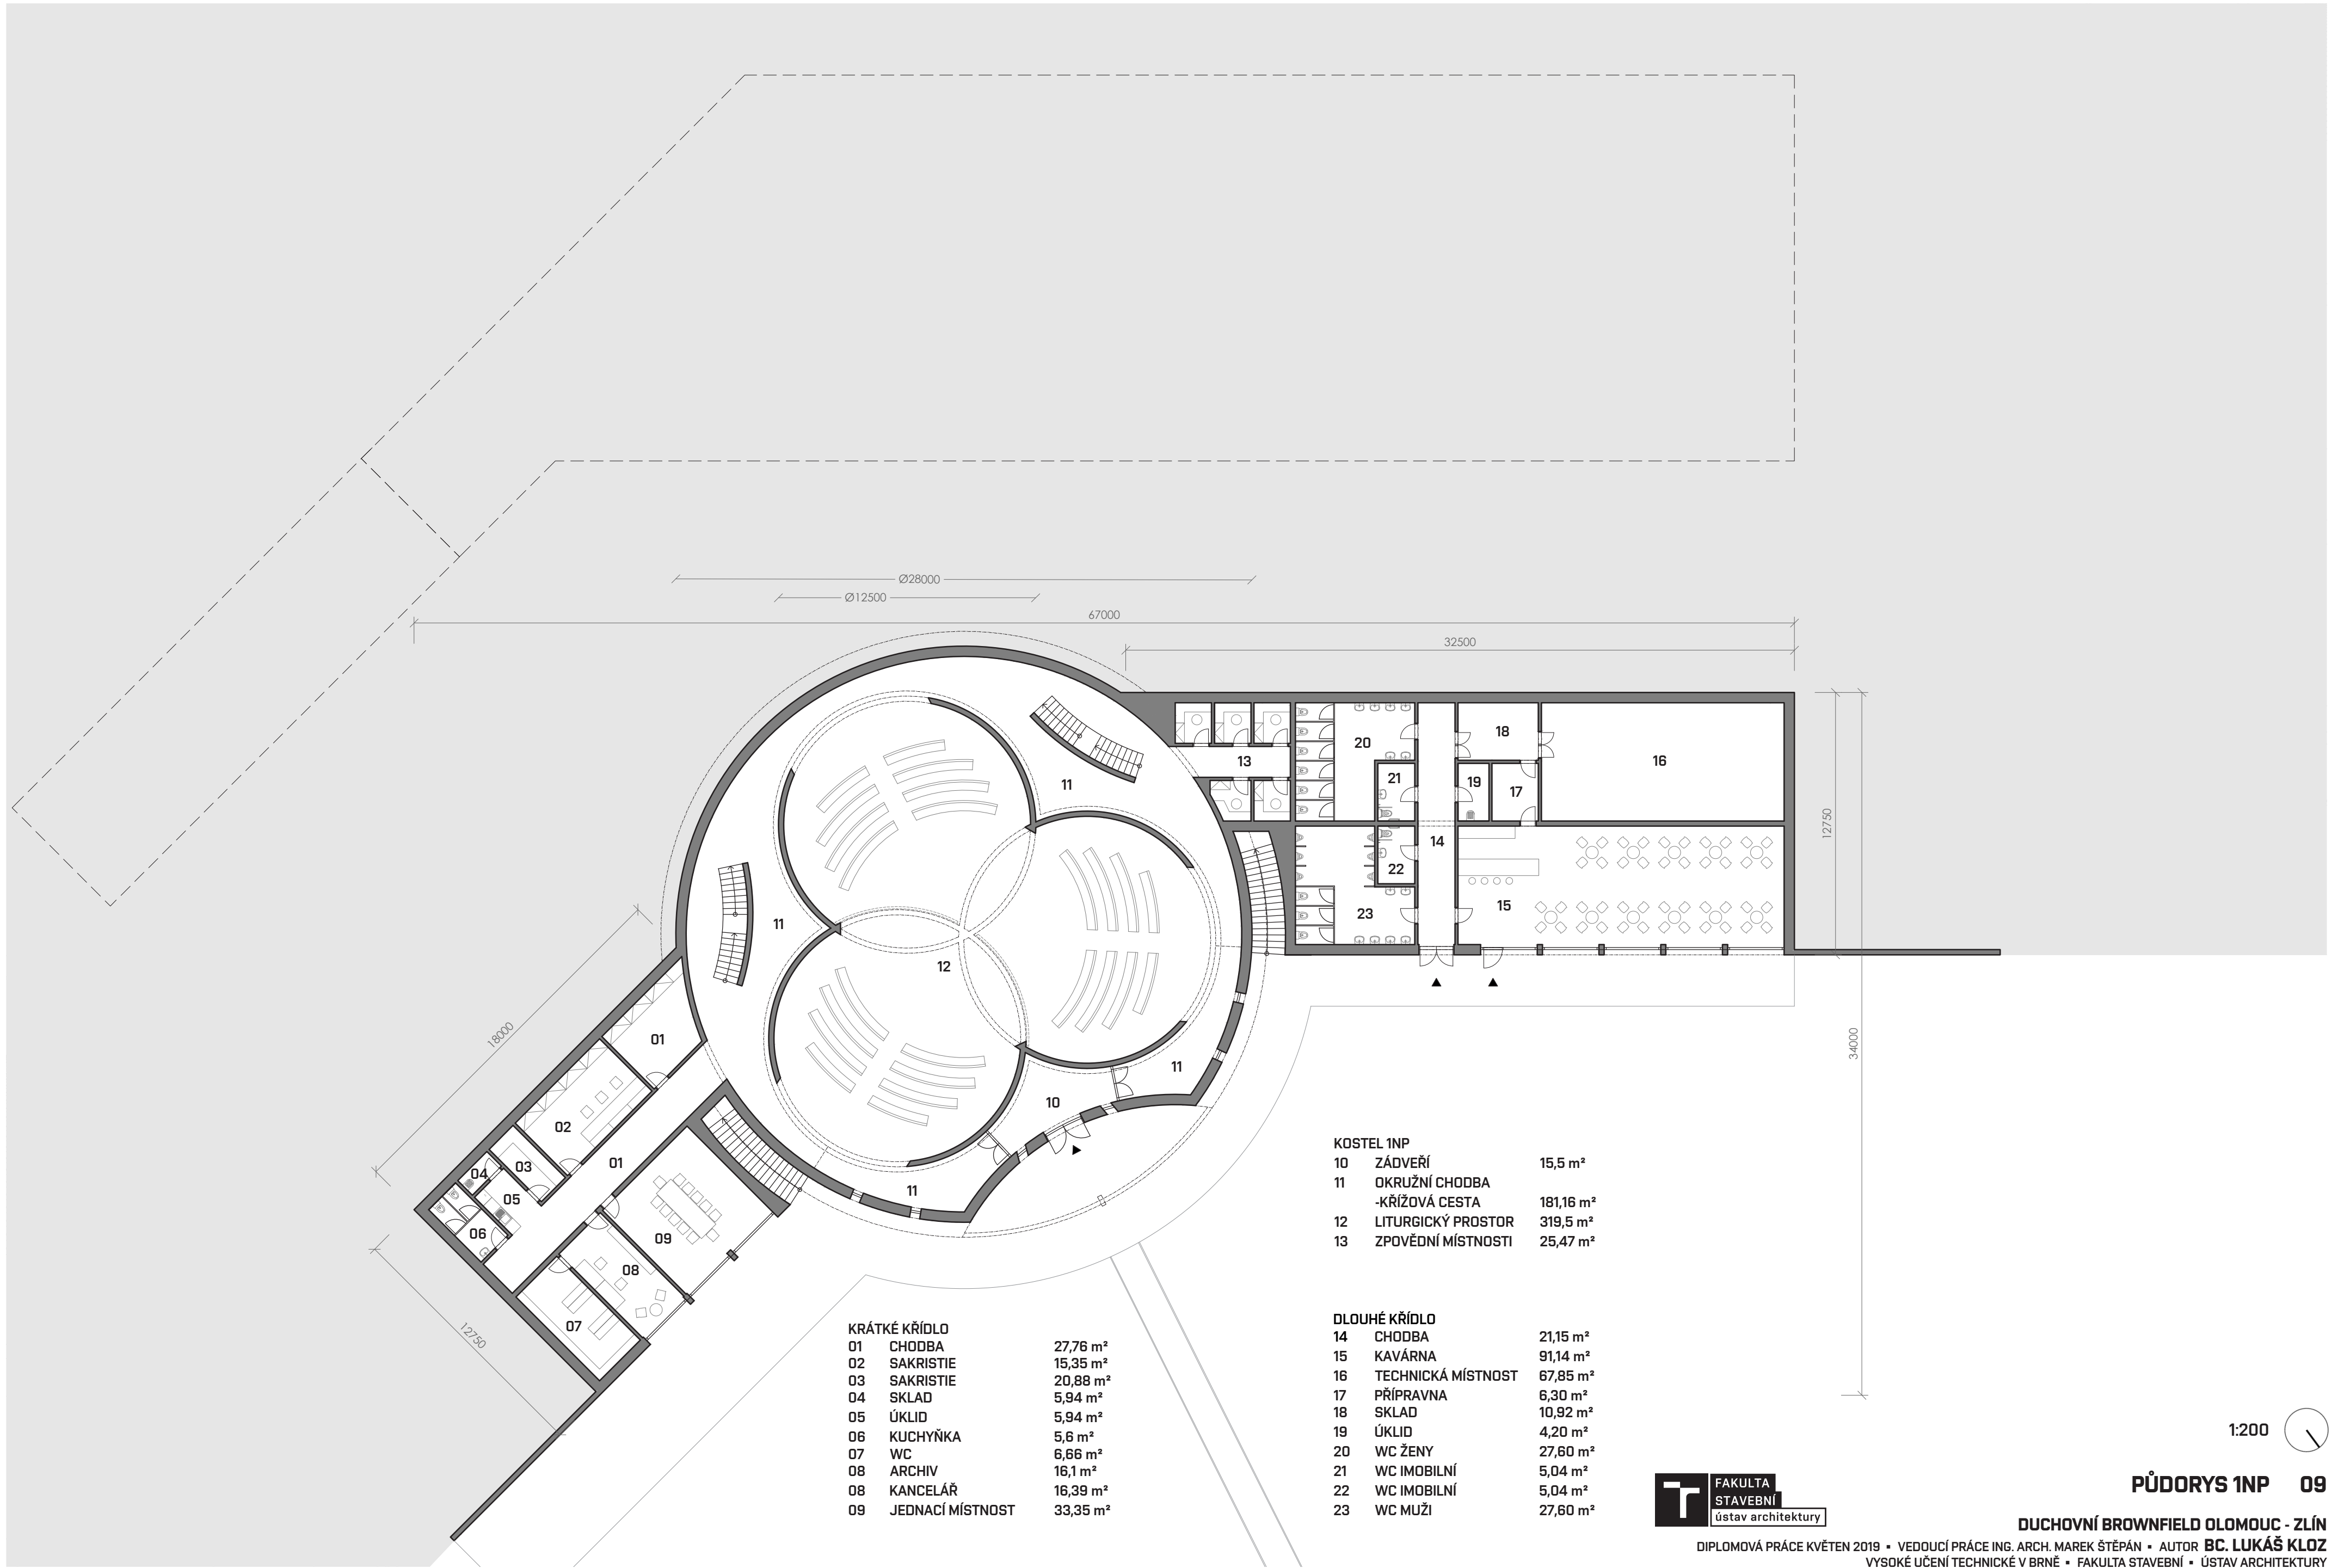 Ø28000
Ø12500
67000
32500
12750
34000
18000
12750
13
20
21
18
16
19
17
11
14
22
23
15
11
12
01
02
01
03
04
05
06
09
08
07
10
11
11
KRÁTKÉ KŘÍDLO
01 CHODBA 27,76 m²
02 SAKRISTIE 15,35 m²
03 SAKRISTIE 20,88 m²
04 SKLAD 5,94 m²
05 ÚKLID 5,94 m²
06 KUCHYŇKA 5,6 m²
07 WC 6,66 m²
08 ARCHIV 16,1 m²
08 KANCELÁŘ 16,39 m²
09 JEDNACÍ MÍSTNOST 33,35 m²
KOSTEL 1NP
10 ZÁDVEŘÍ 15,5 m²
11 OKRUŽNÍ CHODBA
-KŘÍŽOVÁ CESTA 181,16 m²
12 LITURGICKÝ PROSTOR 319,5 m²
13 ZPOVĚDNÍ MÍSTNOSTI 25,47 m²
DLOUHÉ KŘÍDLO
14 CHODBA 21,15 m²
15 KAVÁRNA 91,14 m²
16 TECHNICKÁ MÍSTNOST 67,85 m²
17 PŘÍPRAVNA 6,30 m²
18 SKLAD 10,92 m²
19 ÚKLID 4,20 m²
20 WC ŽENY 27,60 m²
21 WC IMOBILNÍ 5,04 m²
22 WC IMOBILNÍ 5,04 m²
23 WC MUŽI 27,60 m²
1:200
PŮDORYS 1NP 09
FAKULTA
STAVEBNÍ
ústav architektury
DUCHOVNÍ BROWNFIELD OLOMOUC - ZLÍN
DIPLOMOVÁ PRÁCE KVĚTEN 2019 ▪ VEDOUCÍ PRÁCE ING. ARCH. MAREK ŠTĚPÁN ▪ AUTOR BC. LUKÁŠ KLOZ
VYSOKÉ UČENÍ TECHNICKÉ V BRNĚ ▪ FAKULTA STAVEBNÍ ▪ ÚSTAV ARCHITEKTURY